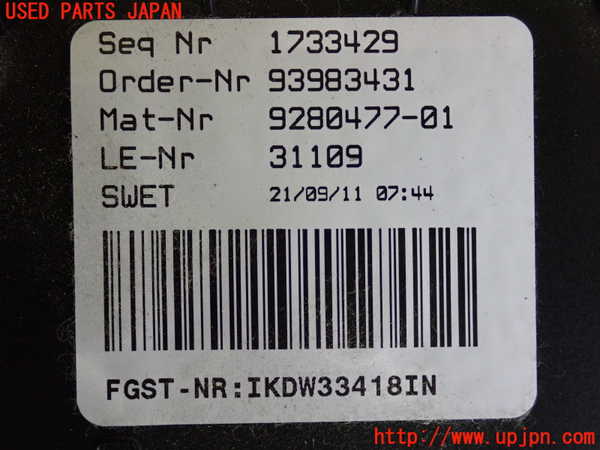 USED PARTS JAPAN
Seq Nr 1733429
Order-Nr 93983431
Mat-Nr 9280477-01
LE-Nr 31109
SWET 21/09/11 07:44
FGST-NR:IKDW33418IN
http://www.upjpn.com/